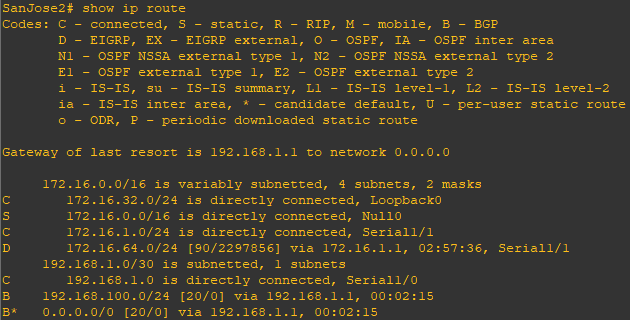 SanJose2# show ip route
Codes: C - connected, S - static, R - RIP, M - mobile, B - BGP
       D - EIGRP, EX - EIGRP external, O - OSPF, IA - OSPF inter area
       N1 - OSPF NSSA external type 1, N2 - OSPF NSSA external type 2
       E1 - OSPF external type 1, E2 - OSPF external type 2
       i - IS-IS, su - IS-IS summary, L1 - IS-IS level-1, L2 - IS-IS level-2
       ia - IS-IS inter area, * - candidate default, U - per-user static route
       o - ODR, P - periodic downloaded static route
Gateway of last resort is 192.168.1.1 to network 0.0.0.0
     172.16.0.0/16 is variably subnetted, 4 subnets, 2 masks
C       172.16.32.0/24 is directly connected, Loopback0
S       172.16.0.0/16 is directly connected, Null0
C       172.16.1.0/24 is directly connected, Serial1/1
D       172.16.64.0/24 [90/2297856] via 172.16.1.1, 02:57:36, Serial1/1
     192.168.1.0/30 is subnetted, 1 subnets
C       192.168.1.0 is directly connected, Serial1/0
B    192.168.100.0/24 [20/0] via 192.168.1.1, 00:02:15
B*   0.0.0.0/0 [20/0] via 192.168.1.1, 00:02:15